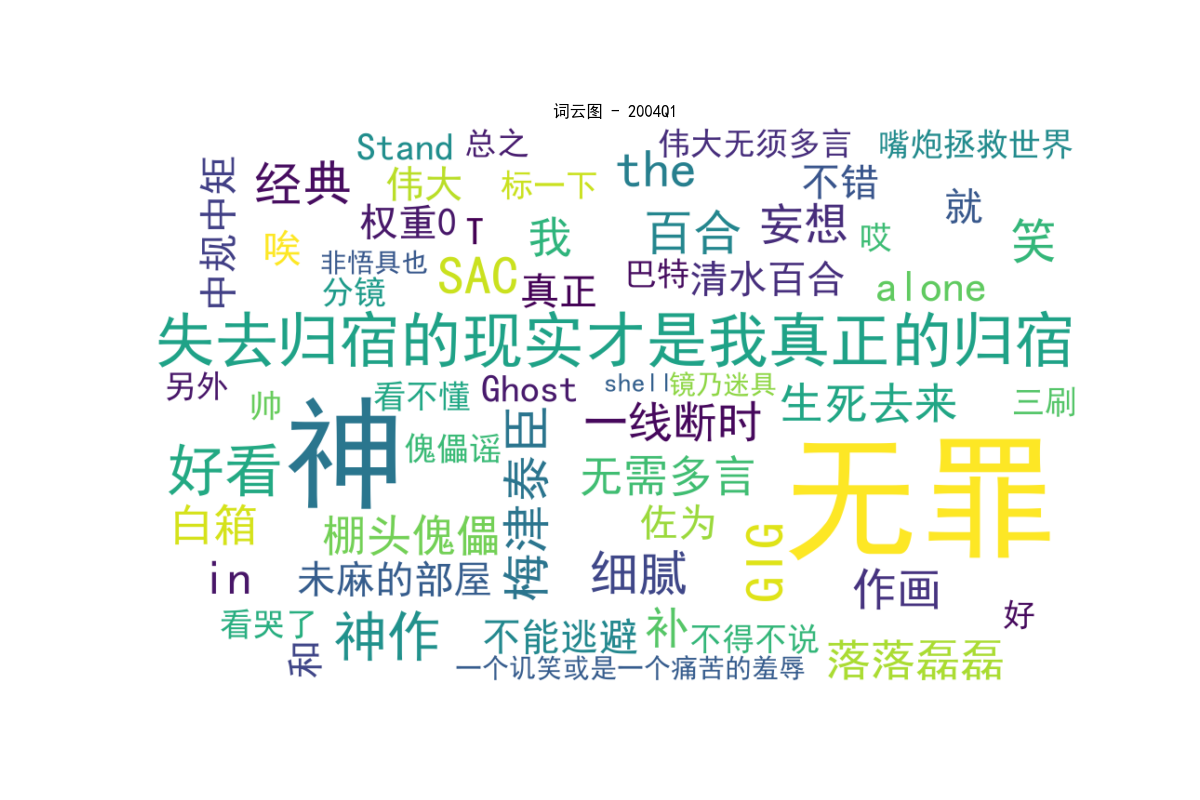 词云图 - 2004Q1
Stand
总之
伟大无须多言
嘴炮拯救世界
中规中矩
经典
伟大
标一下
the
不错
就
权重0
T
我
百合
妄想
哎
笑
唉
非悟具也
分镜
SAC
真正
巴特
清水百合
alone
失去归宿的现实才是我真正的归宿
另外
帅
看不懂
Ghost
shell
镜乃迷具
生死去来
三刷
神
一线断时
好看
傀儡谣
梅津泰臣
无需多言
无罪
白箱
棚头傀儡
佐为
GIG
in
未麻的部屋
细腻
作画
好
看哭了
和
神作
不能逃避
补
不得不说
落落磊磊
一个讥笑或是一个痛苦的羞辱